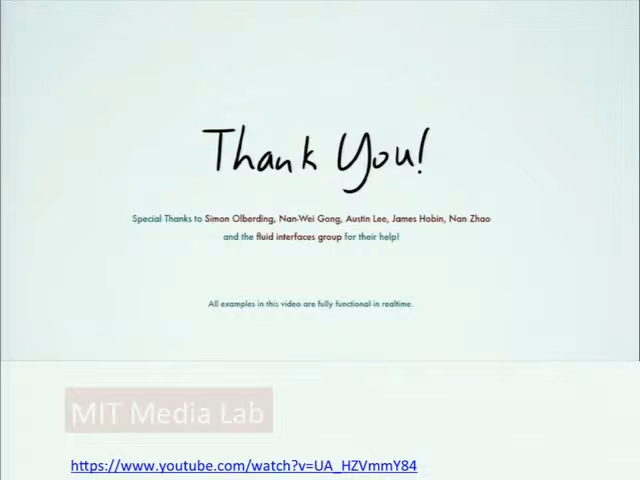 Thank You!
Special Thanks to Simon Olberding, Nan-Wei Gong, Austin Lee, James Hobin, Nan Zhao
and the fluid interfaces group for their help!
All examples in this video are fully functional in realtime.
MIT Media Lab
https://www.youtube.com/watch?v=UA_HZVmmY84